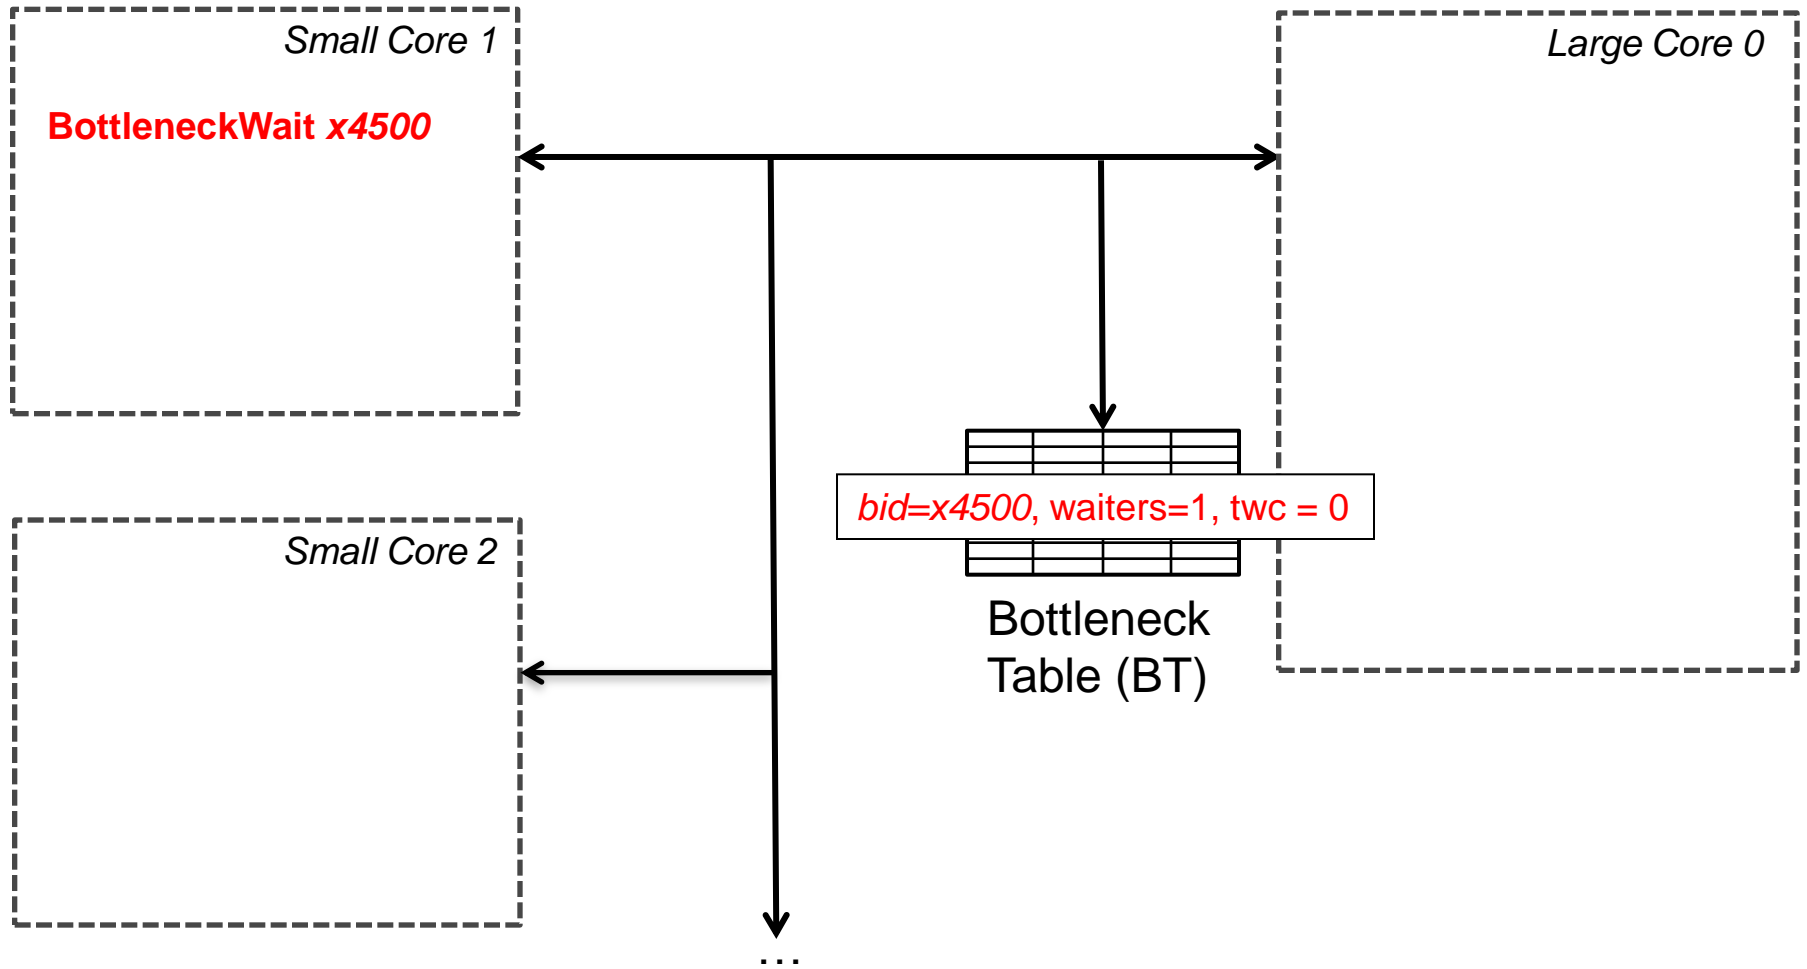 Small Core 1
Large Core 0
BottleneckWait x4500
bid=x4500, waiters=1, twc = 0
Small Core 2
Bottleneck
Table (BT)
…